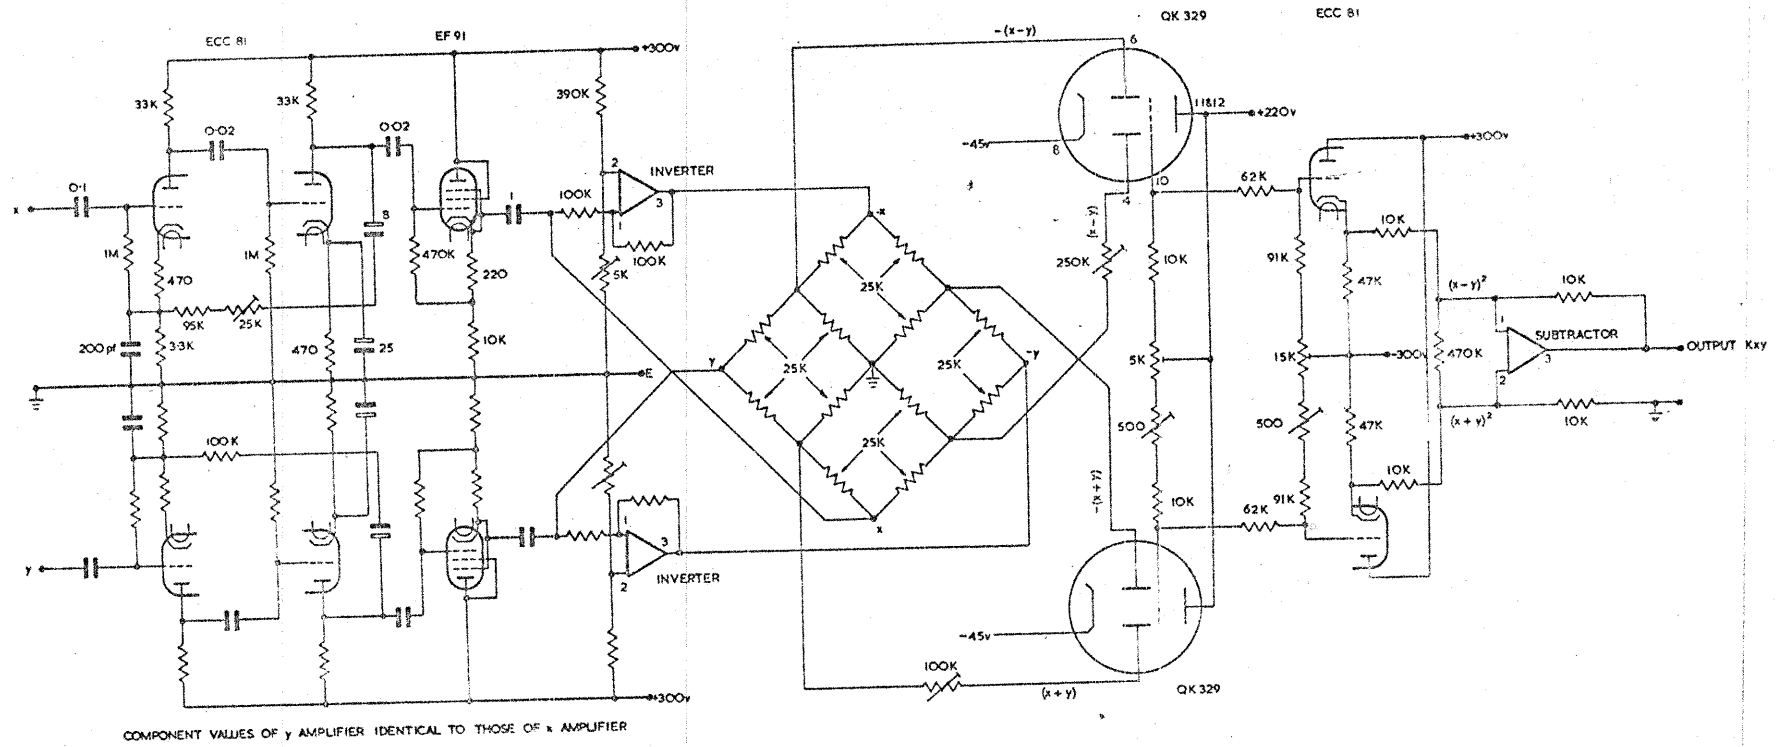 QK 329
ECC 81
ECC 81
EF 91
+300v
-(x-y)
6
33K
33K
390K
0·02
0·02
11&12
+220v
-45v
8
+300v
0·1
x
8
1
100K
2
INVERTER
3
1
100K
-x
4
10
62K
10K
1M
470
1M
470K
220
5K
(x-y)
250K
10K
91K
47K
25K
95K
25K
(x-y)²
10K
200 pf
3·3K
470
25
10K
y
25K
25K
-y
5K
15K
-300v
470K
1
SUBTRACTOR
3
2
OUTPUT Kxy
E
100K
25K
500
500
47K
(x+y)²
10K
-(x+y)
10K
91K
10K
62K
x
y
1
3
2
INVERTER
-45v
100K
(x+y)
QK 329
+300v
COMPONENT VALUES OF y AMPLIFIER IDENTICAL TO THOSE OF x AMPLIFIER